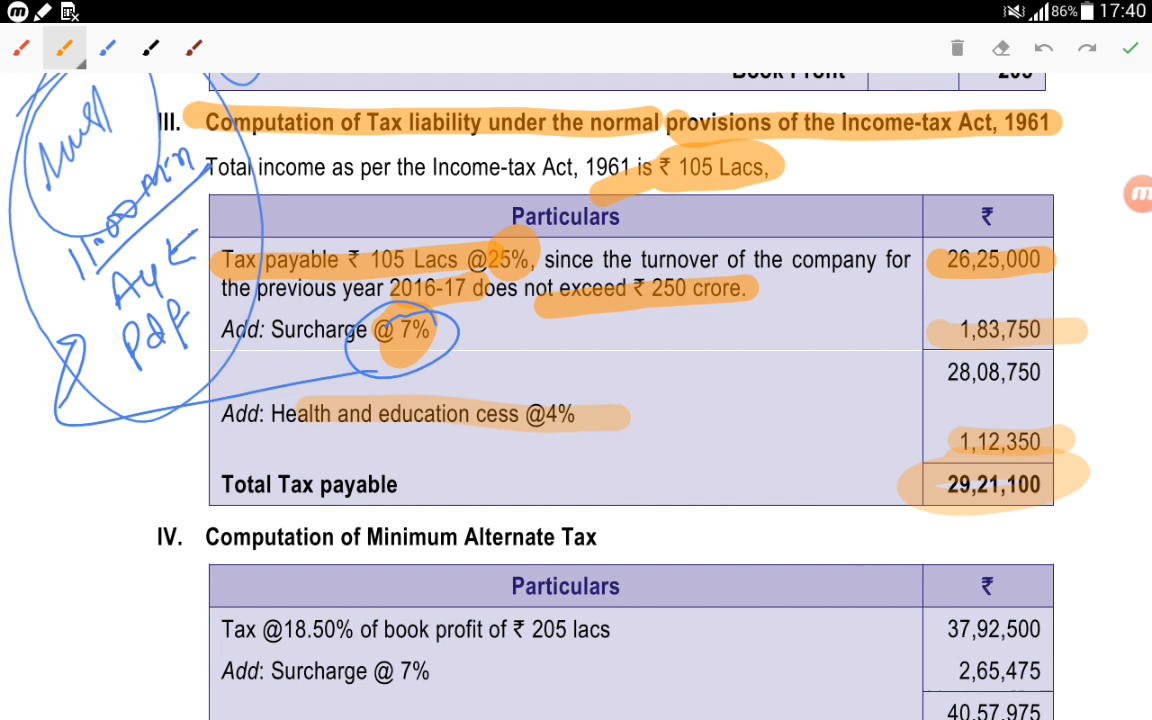 86% 17:40
III. Computation of Tax liability under the normal provisions of the Income-tax Act, 1961
Total income as per the Income-tax Act, 1961 is ₹ 105 Lacs,
Particulars ₹
Tax payable ₹ 105 Lacs @25%, since the turnover of the company for 26,25,000
the previous year 2016-17 does not exceed ₹ 250 crore.
Add: Surcharge @ 7% 1,83,750
28,08,750
Add: Health and education cess @4%
1,12,350
Total Tax payable 29,21,100
IV. Computation of Minimum Alternate Tax
Particulars ₹
Tax @18.50% of book profit of ₹ 205 lacs 37,92,500
Add: Surcharge @ 7% 2,65,475
40,57,975
Pdf